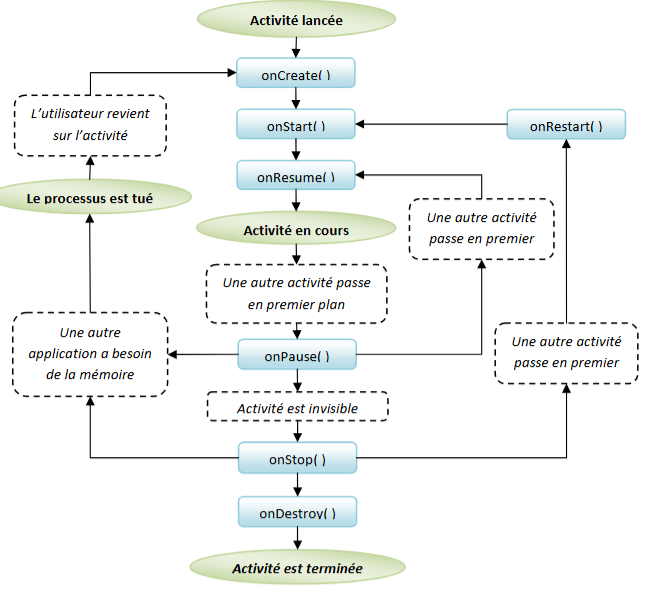 Activité lancée
onCreate( )
L’utilisateur revient
sur l’activité
onStart( )
onRestart( )
onResume( )
Le processus est tué
Une autre activité
passe en premier
Activité en cours
Une autre activité passe
en premier plan
Une autre
application a besoin
de la mémoire
onPause( )
Une autre activité
passe en premier
Activité est invisible
onStop( )
onDestroy( )
Activité est terminée